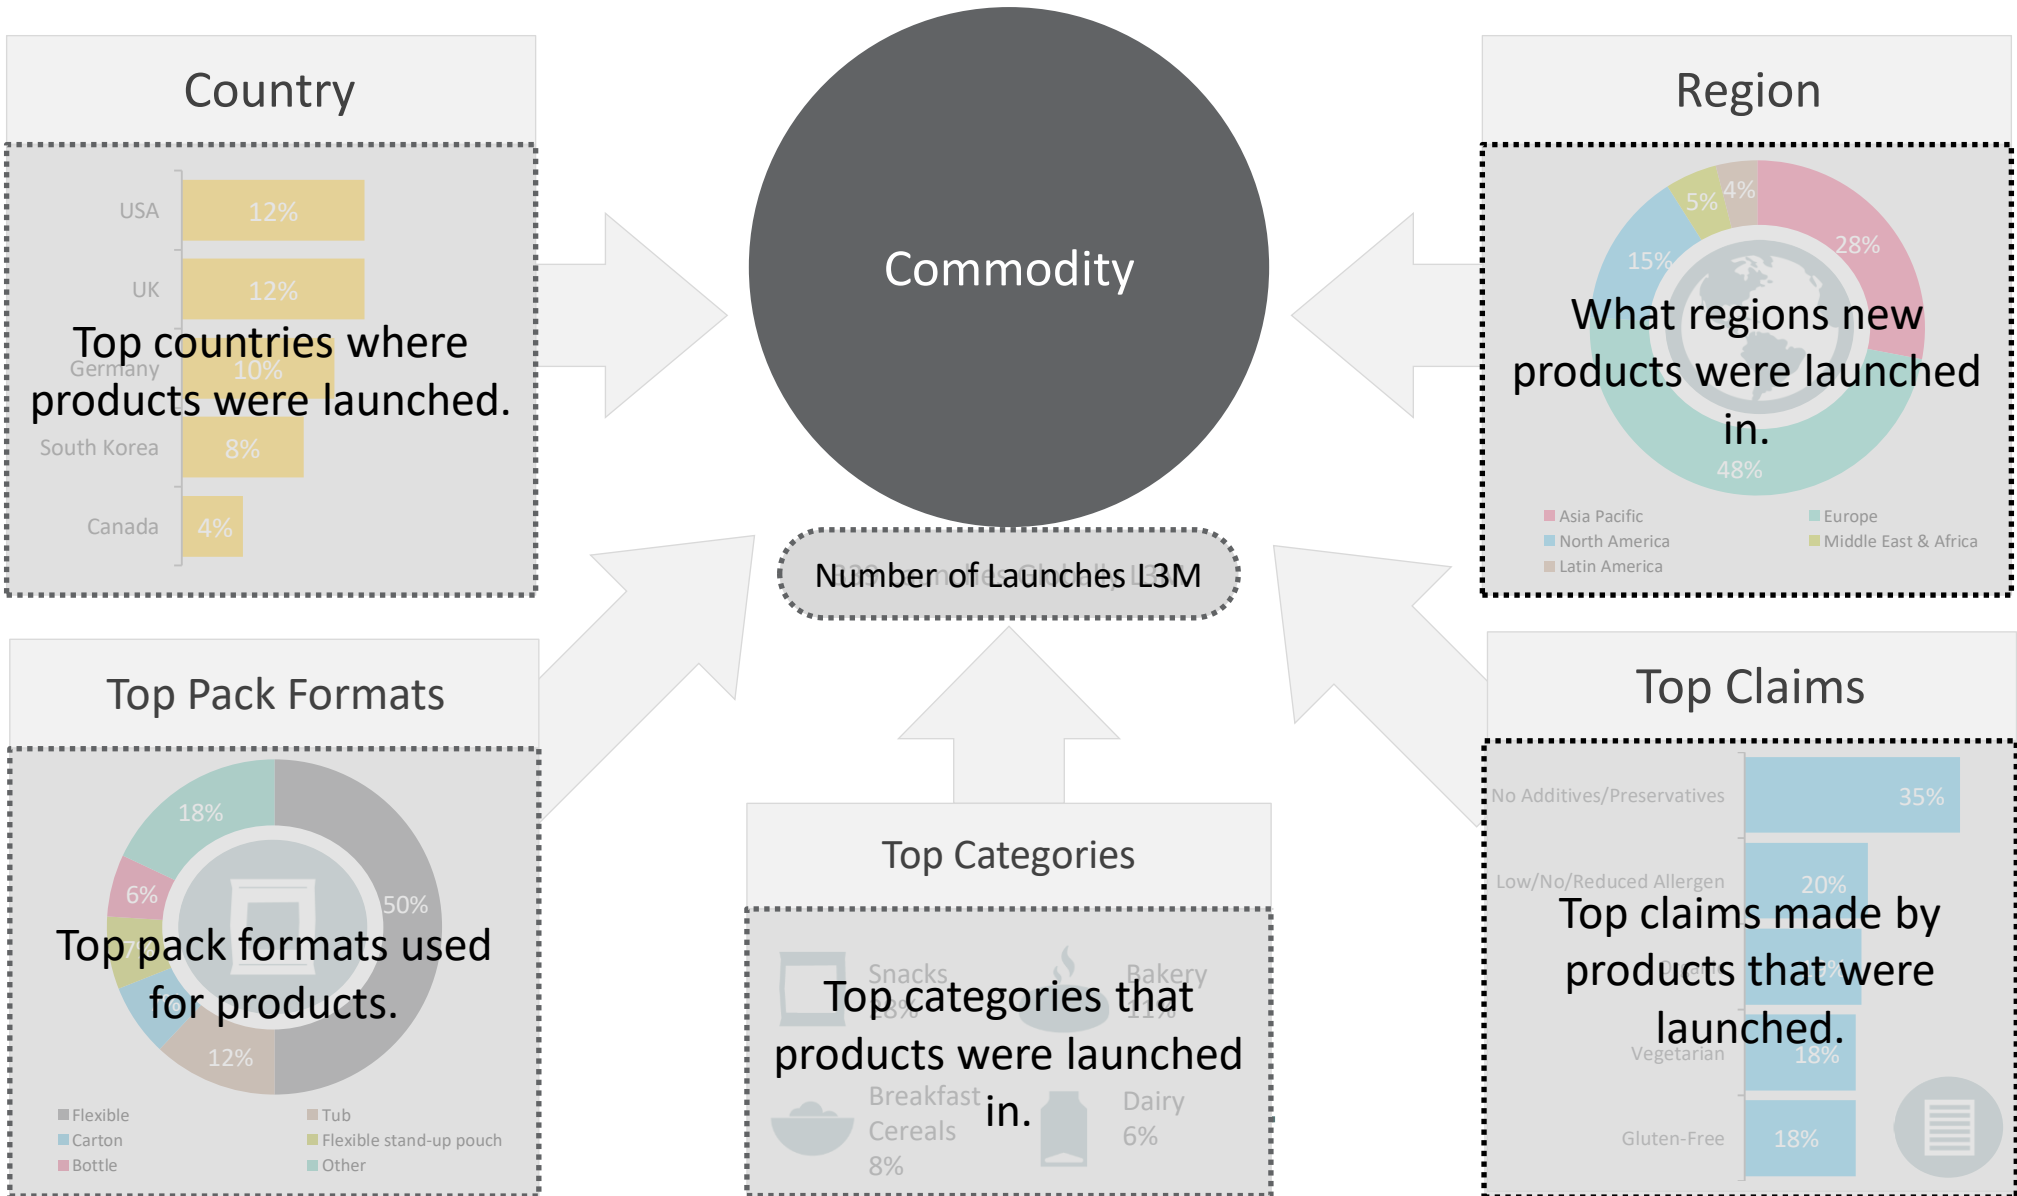 Country
USA
12%
UK
12%
Top countries where
Germany
10%
products were launched.
South Korea
8%
Canada
4%
Commodity
Number of Launches L3M
Region
4%
5%
28%
15%
What regions new
products were launched
in.
48%
Asia Pacific
Europe
North America
Middle East & Africa
Latin America
Top Pack Formats
18%
6%
50%
Top pack formats used
for products.
12%
Flexible
Tub
Carton
Flexible stand-up pouch
Bottle
Other
Top Categories
Snacks
Bakery
11%
Top categories that
products were launched
in.
Breakfast
Cereals
8%
Dairy
6%
Top Claims
No Additives/Preservatives
35%
Low/No/Reduced Allergen
20%
Top claims made by
products that were
launched.
Organic
19%
Vegetarian
18%
Gluten-Free
18%